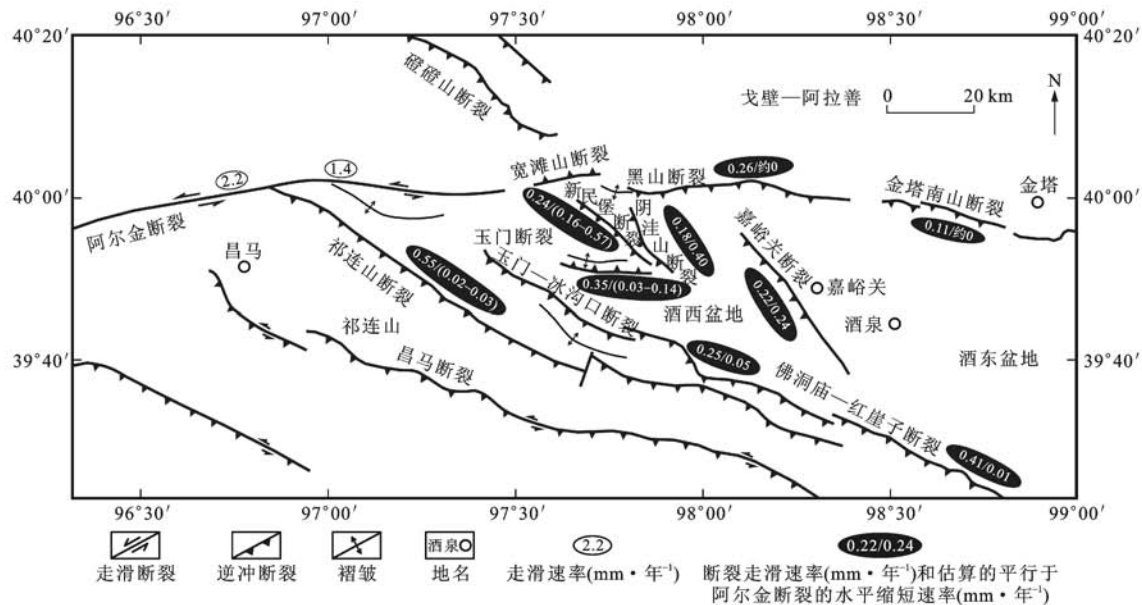 96°30′ 97°00′ 97°30′ 98°00′ 98°30′ 99°00′
40°20′ 40°20′
磴磴山断裂
戈壁—阿拉善 0 20 km
N
宽滩山断裂
黑山断裂
0.26/约0
金塔南山断裂
金塔
2.2
1.4
40°00′ 40°00′
阿尔金断裂
新民堡断裂
0.24/(0.16−0.57)
阴洼山断裂
0.18/0.40
0.11/约0
昌马
玉门断裂
嘉峪关断裂
嘉峪关
祁连山断裂
0.55/(0.02−0.03)
玉门—冰沟口断裂
0.35/(0.03−0.14)
0.22/0.24
酒西盆地
酒泉
祁连山
39°40′ 39°40′
昌马断裂
0.25/0.05
酒东盆地
佛洞庙—红崖子断裂
0.41/0.01
96°30′ 97°00′ 97°30′ 98°00′ 98°30′ 99°00′
酒泉 2.2 0.22/0.24
走滑断裂 逆冲断裂 褶皱 地名 走滑速率(mm·年⁻¹) 断裂走滑速率(mm·年⁻¹)和估算的平行于
阿尔金断裂的水平缩短速率(mm·年⁻¹)